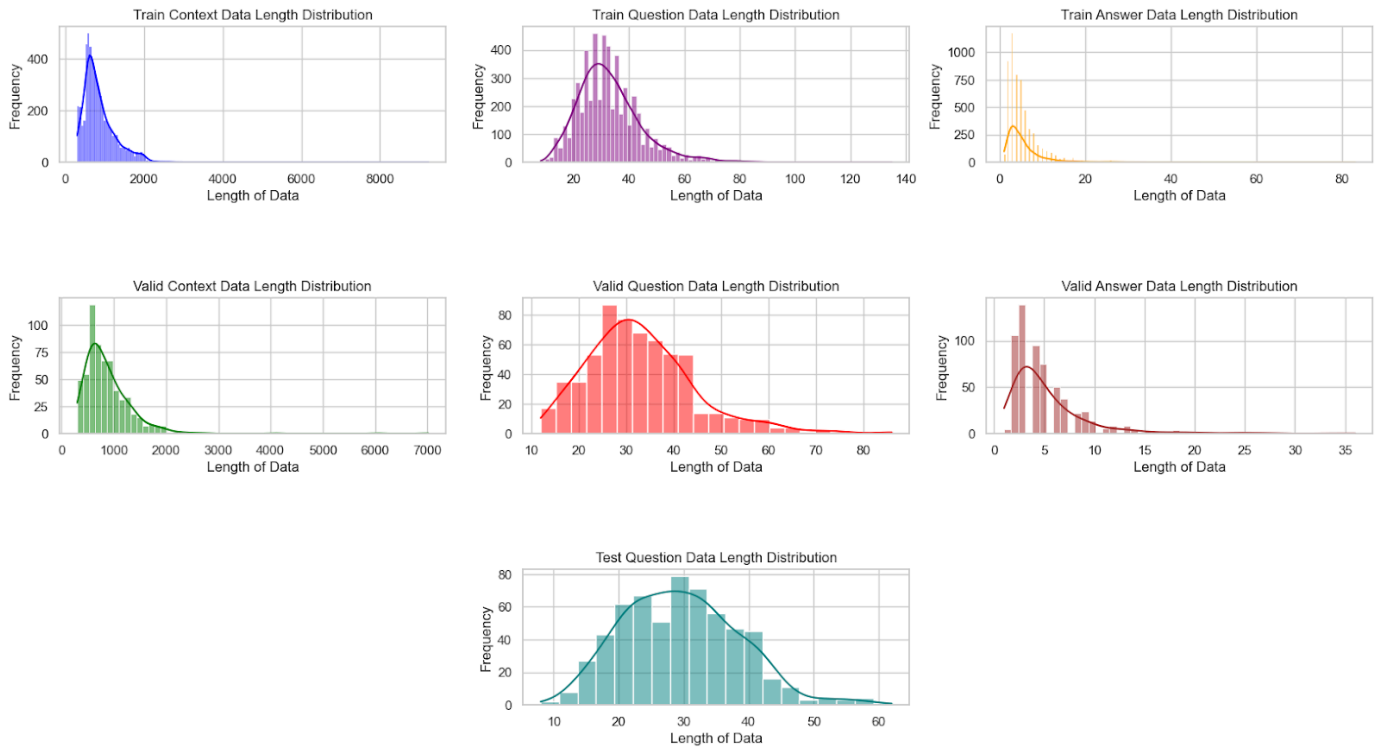 Train Context Data Length Distribution
Frequency
400
200
0
0 2000 4000 6000 8000
Length of Data
Train Question Data Length Distribution
Frequency
400
300
200
100
0
20 40 60 80 100 120 140
Length of Data
Train Answer Data Length Distribution
Frequency
1000
750
500
250
0
0 20 40 60 80
Length of Data
Valid Context Data Length Distribution
Frequency
100
75
50
25
0
0 1000 2000 3000 4000 5000 6000 7000
Length of Data
Valid Question Data Length Distribution
Frequency
80
60
40
20
0
10 20 30 40 50 60 70 80
Length of Data
Valid Answer Data Length Distribution
Frequency
100
50
0
0 5 10 15 20 25 30 35
Length of Data
Test Question Data Length Distribution
Frequency
80
60
40
20
0
10 20 30 40 50 60
Length of Data